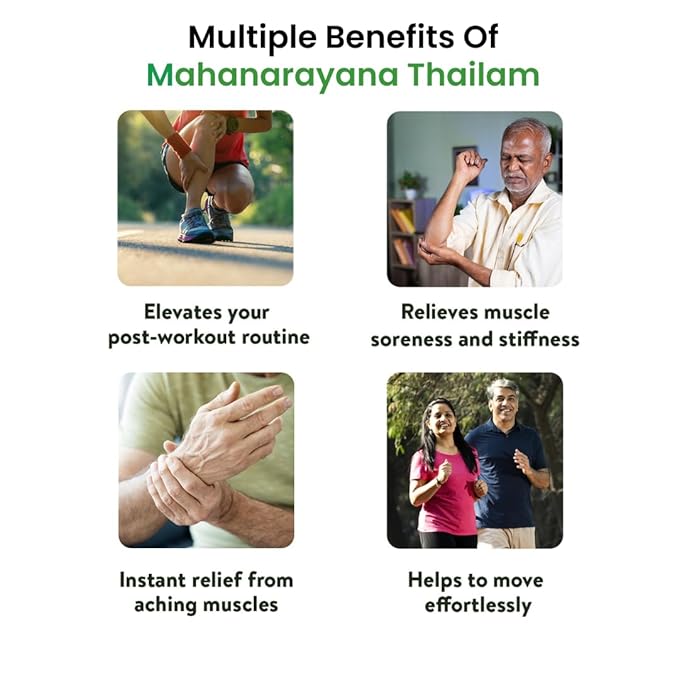 Multiple Benefits Of
Mahanarayana Thailam
Elevates your
post-workout routine
Relieves muscle
soreness and stiffness
Instant relief from
aching muscles
Helps to move
effortlessly